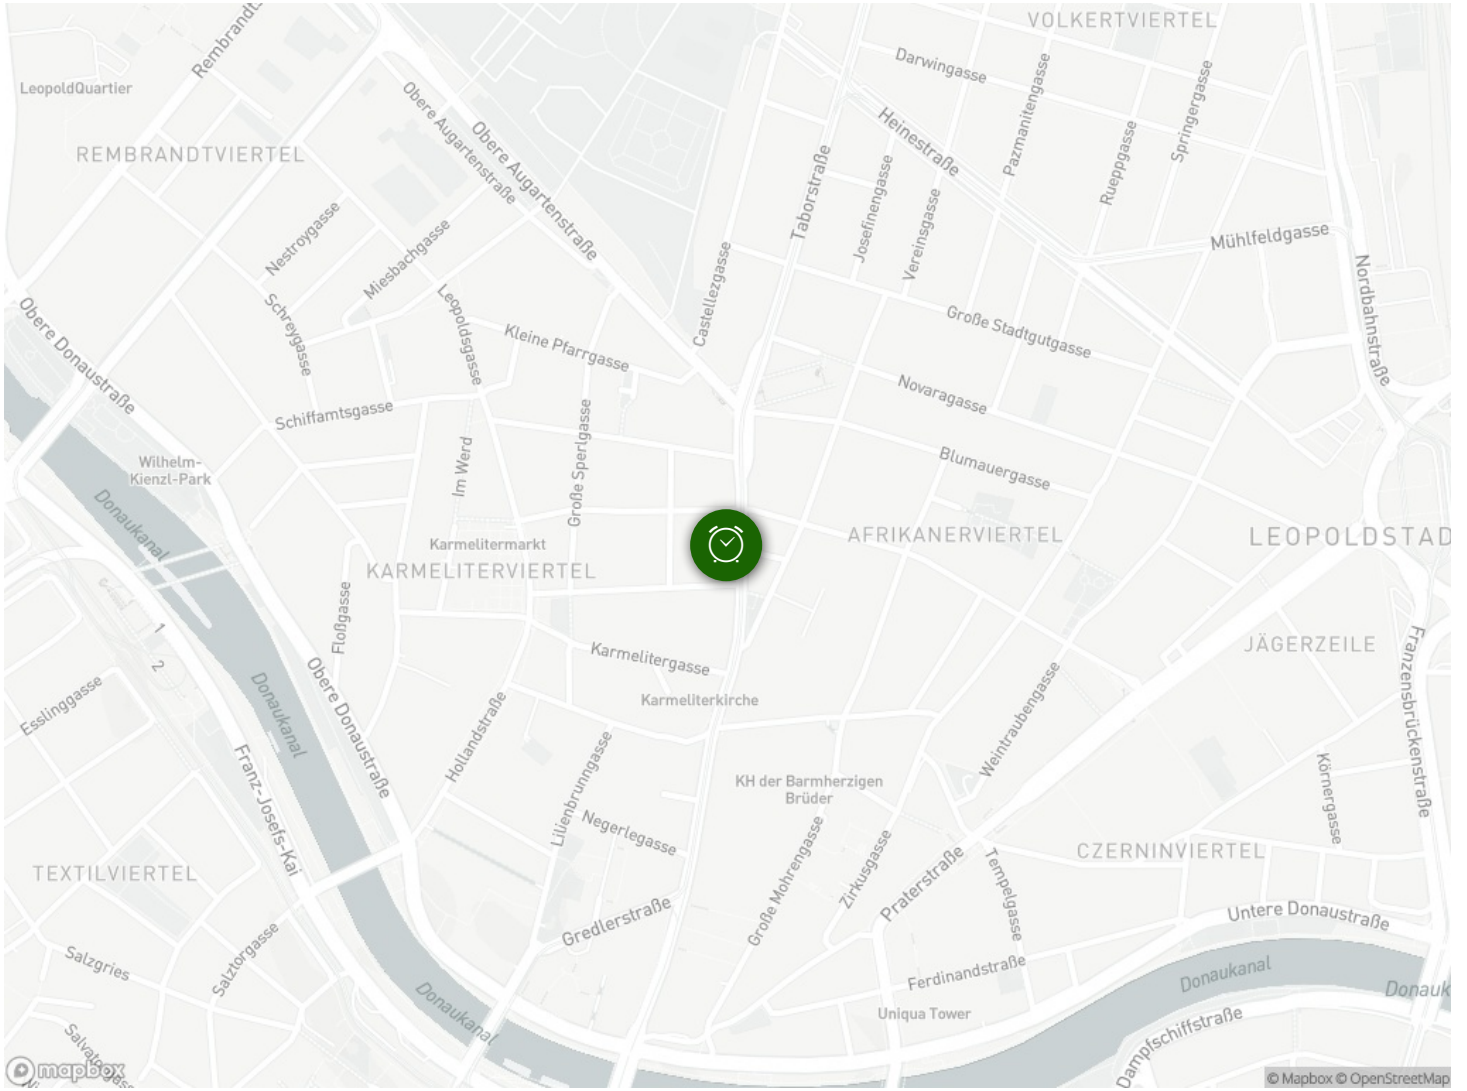 VOLKERTVIERTEL
Rembrandts
Darwingasse
LeopoldQuartier
Pazmanitengasse
Springergasse
Obere Augartenstraße
Obere Augartenstraße
Heinestraße
REMBRANDTVIERTEL
Taborstraße
Josefinengasse
Vereinsgasse
Rueppgasse
Nestroygasse
Miesbachgasse
Mühlfeldgasse
Castellezgasse
Nordbahnstraße
Obere Donaustraße
Schreygasse
Leopoldsgasse
Kleine Pfarrgasse
Große Stadtgutgasse
Novaragasse
Schiffamtsgasse
Große Sperlgasse
Im Werd
Blumauergasse
Wilhelm-
Kienzl-Park
Donaukanal
Karmelitermarkt
KARMELITERVIERTEL
AFRIKANERVIERTEL
LEOPOLDSTAD
Floßgasse
1
2
Karmelitergasse
JÄGERZEILE
Franzensbrückenstraße
Esslinggasse
Donaukanal
Obere Donaustraße
Hollandstraße
Karmeliterkirche
Weintraubengasse
Franz-Josefs-Kai
Lilienbrunngasse
KH der Barmherzigen
Brüder
Körnergasse
Negerlegasse
Große Mohrengasse
Zirkusgasse
Praterstraße
Tempelgasse
CZERNINVIERTEL
TEXTILVIERTEL
Gredlerstraße
Untere Donaustraße
Salzgries
Salztorgasse
Ferdinandstraße
Donaukanal
Donauk
Donaukanal
Uniqua Tower
Dampfschiffstraße
Salvatorgasse
mapbox
© Mapbox © OpenStreetMap